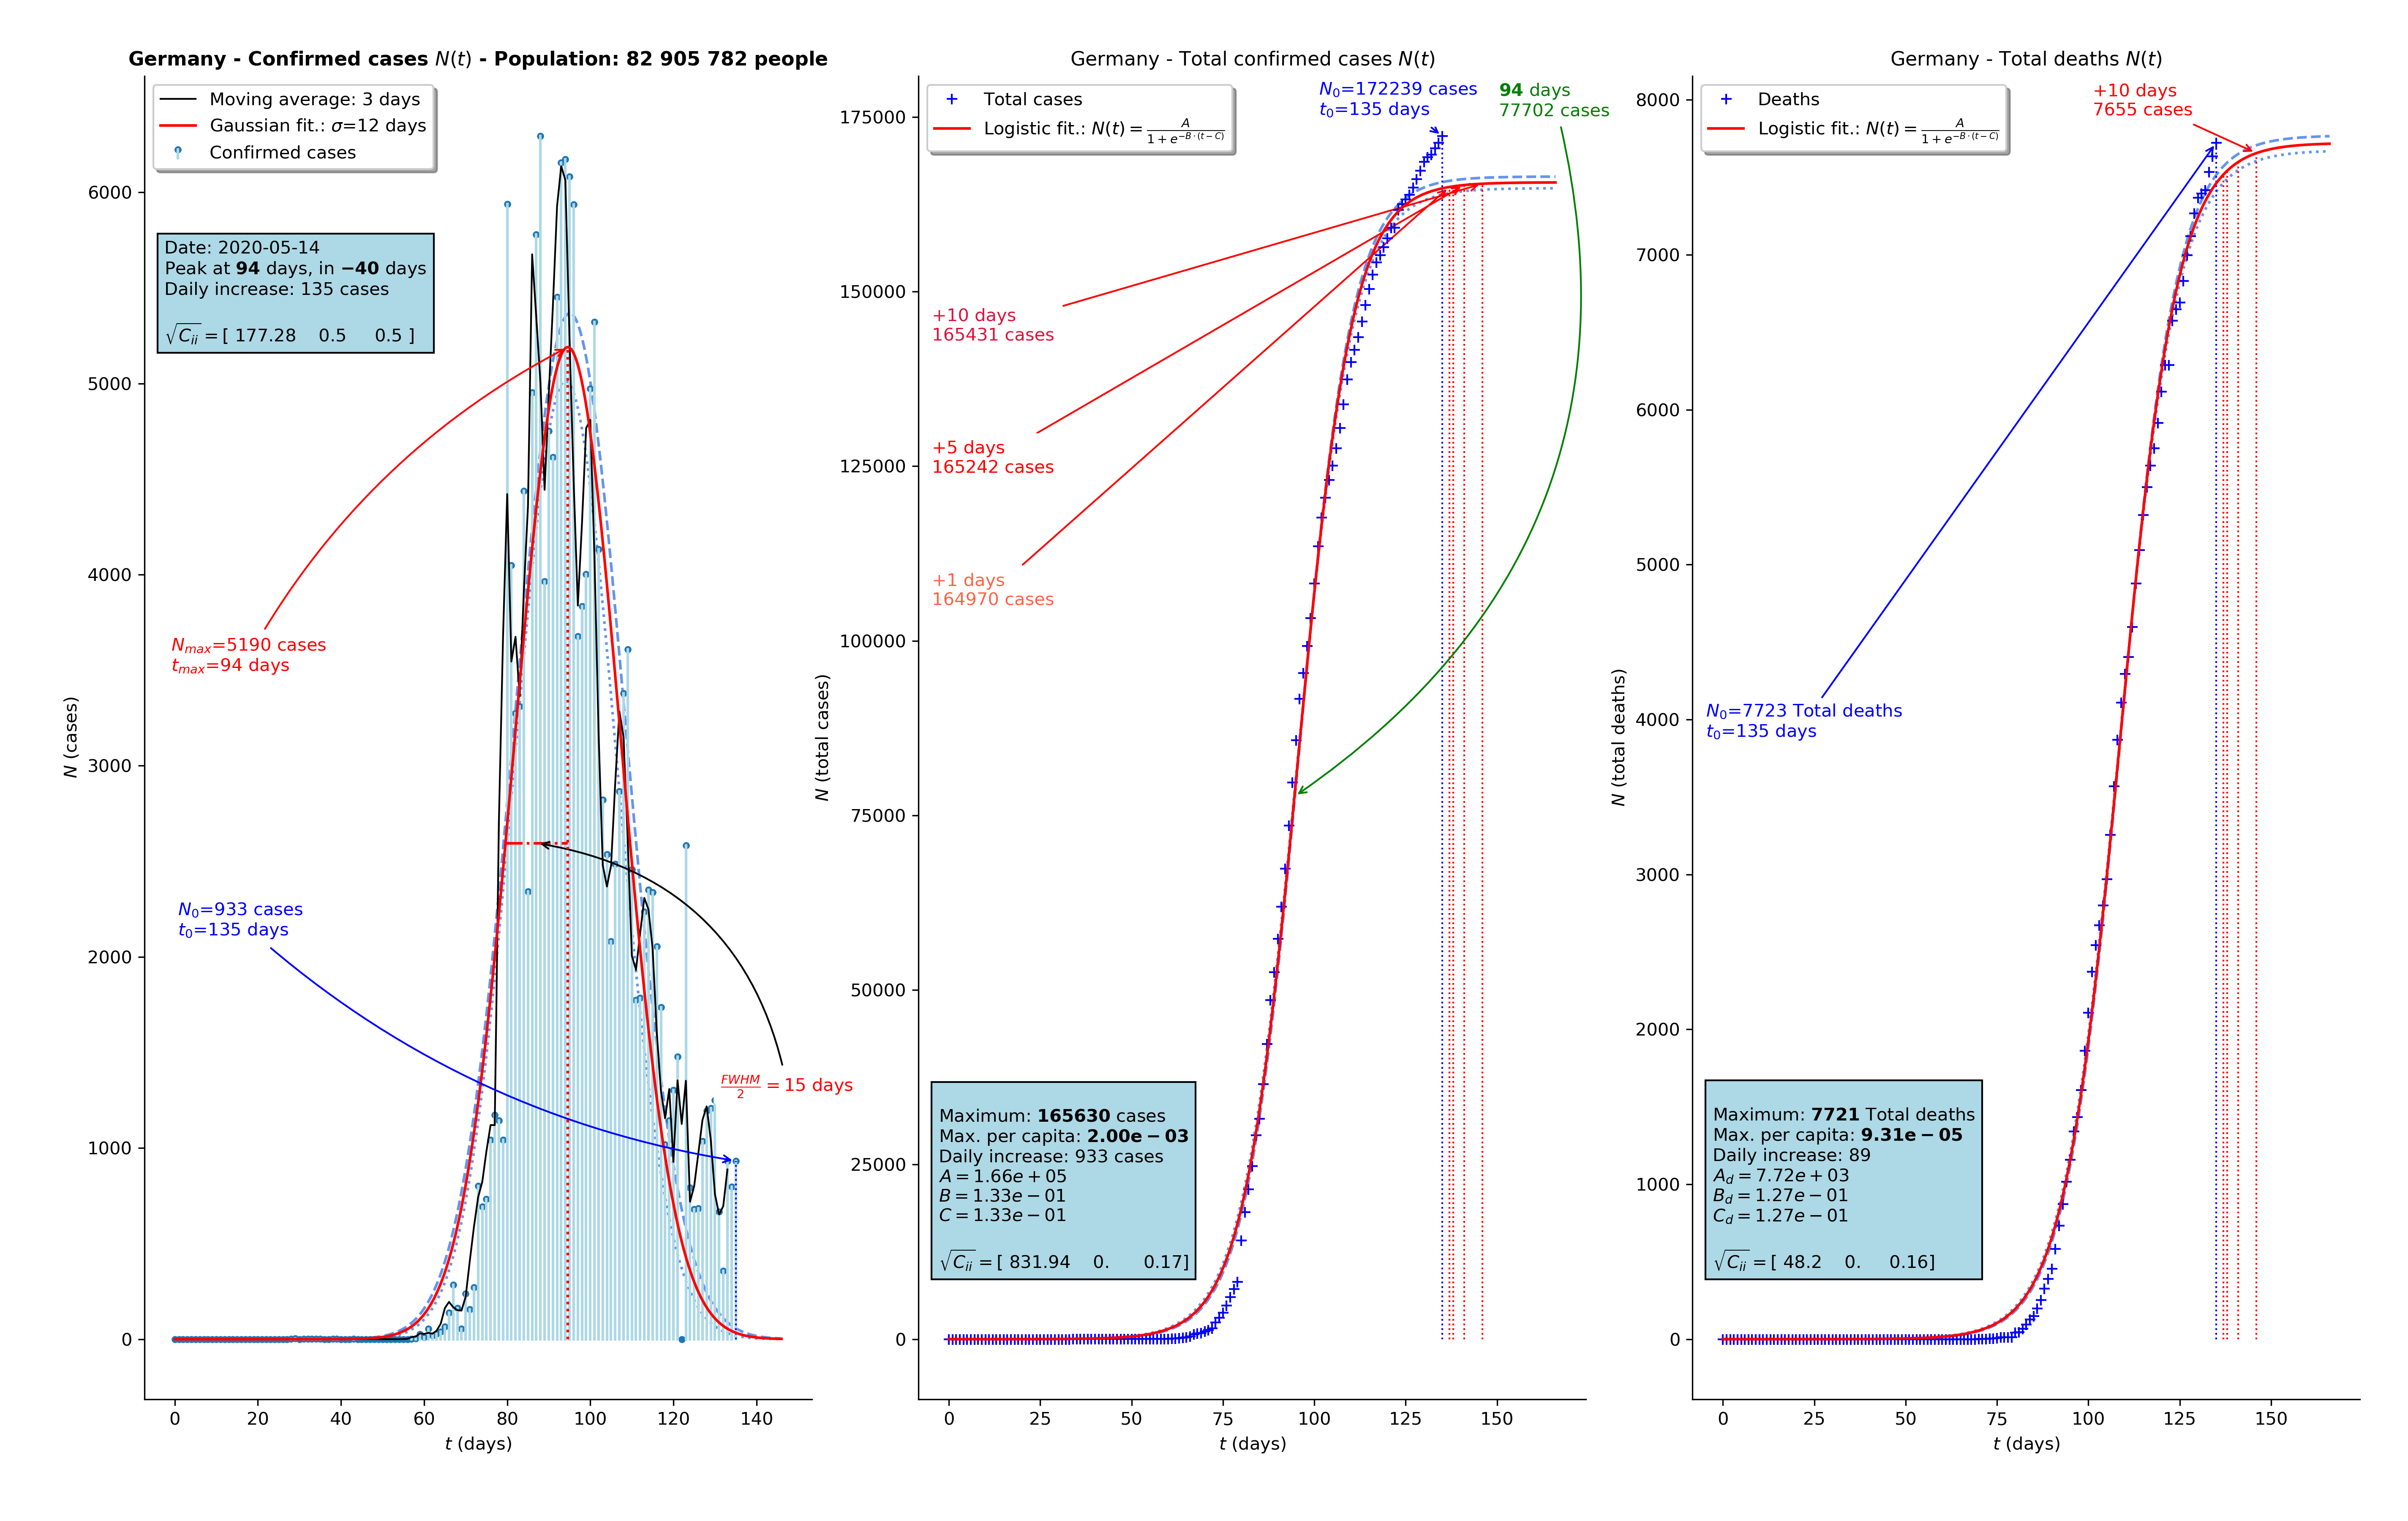 Germany - Confirmed cases N(t) - Population: 82 905 782 people
Moving average: 3 days
Gaussian fit.: σ=12 days
Confirmed cases
Date: 2020-05-14
Peak at 94 days, in −40 days
Daily increase: 135 cases
√C_ii = [ 177.28 0.5 0.5 ]
N_max=5190 cases
t_max=94 days
N_0=933 cases
t_0=135 days
FWHM/2 = 15 days
N (cases)
6000
5000
4000
3000
2000
1000
0
0 20 40 60 80 100 120 140
t (days)
Germany - Total confirmed cases N(t)
Total cases
Logistic fit.: N(t) = A/(1 + e^(−B·(t−C)))
N_0=172239 cases
t_0=135 days
94 days
77702 cases
+10 days
165431 cases
+5 days
165242 cases
+1 days
164970 cases
Maximum: 165630 cases
Max. per capita: 2.00e − 03
Daily increase: 933 cases
A = 1.66e + 05
B = 1.33e − 01
C = 1.33e − 01
√C_ii = [ 831.94 0. 0.17]
N (total cases)
175000
150000
125000
100000
75000
50000
25000
0
0 25 50 75 100 125 150
t (days)
Germany - Total deaths N(t)
Deaths
Logistic fit.: N(t) = A/(1 + e^(−B·(t−C)))
+10 days
7655 cases
N_0=7723 Total deaths
t_0=135 days
Maximum: 7721 Total deaths
Max. per capita: 9.31e − 05
Daily increase: 89
A_d = 7.72e + 03
B_d = 1.27e − 01
C_d = 1.27e − 01
√C_ii = [ 48.2 0. 0.16]
N (total deaths)
8000
7000
6000
5000
4000
3000
2000
1000
0
0 25 50 75 100 125 150
t (days)